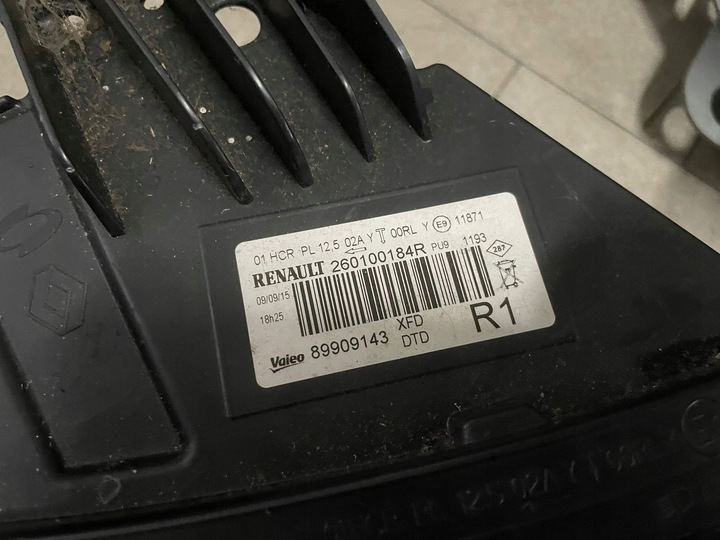 01 HCR PL 12,5 02A Y T 00RL Y E9 11871
RENAULT 260100184R PU9 1193
287
09/09/15
18h25
Valeo 89909143 XFD
DTD
R1